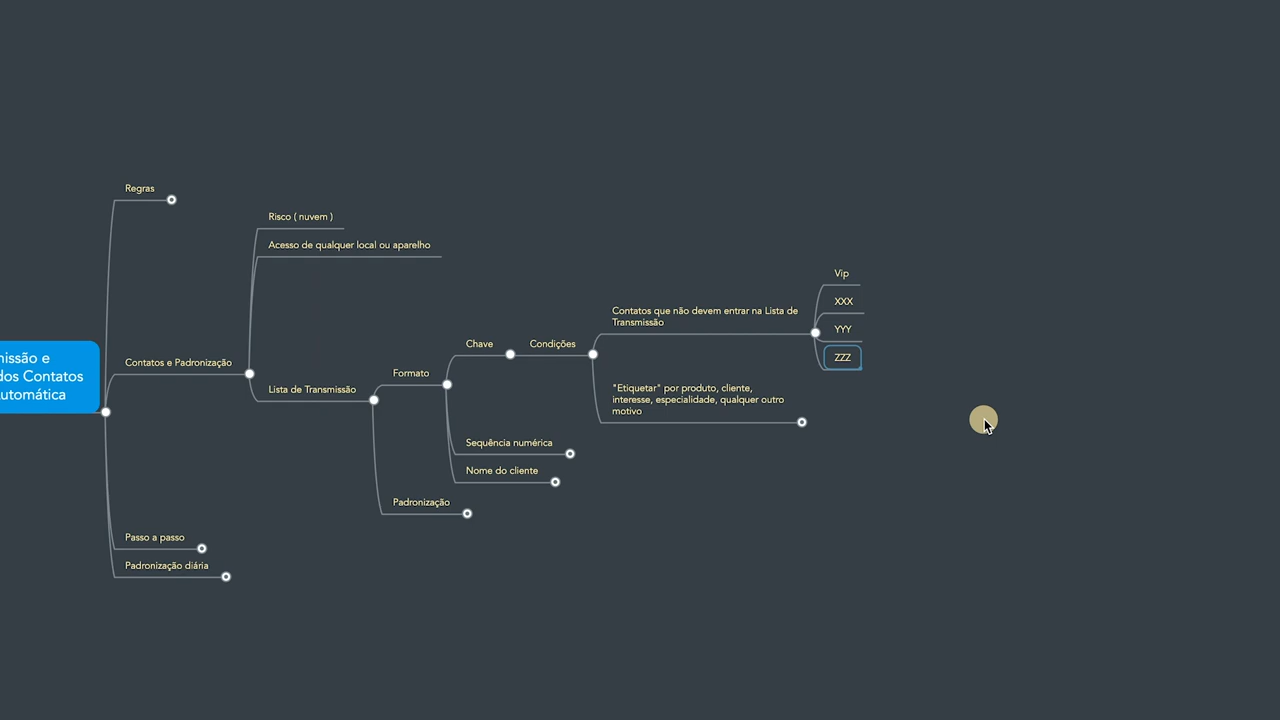 Regras
Risco ( nuvem )
Acesso de qualquer local ou aparelho
Vip
XXX
Contatos que não devem entrar na Lista de
Transmissão
YYY
Chave
Condições
ZZZ
issão e
dos Contatos
utomática
Contatos e Padronização
Formato
Lista de Transmissão
"Etiquetar" por produto, cliente,
interesse, especialidade, qualquer outro
motivo
Sequência numérica
Nome do cliente
Padronização
Passo a passo
Padronização diária